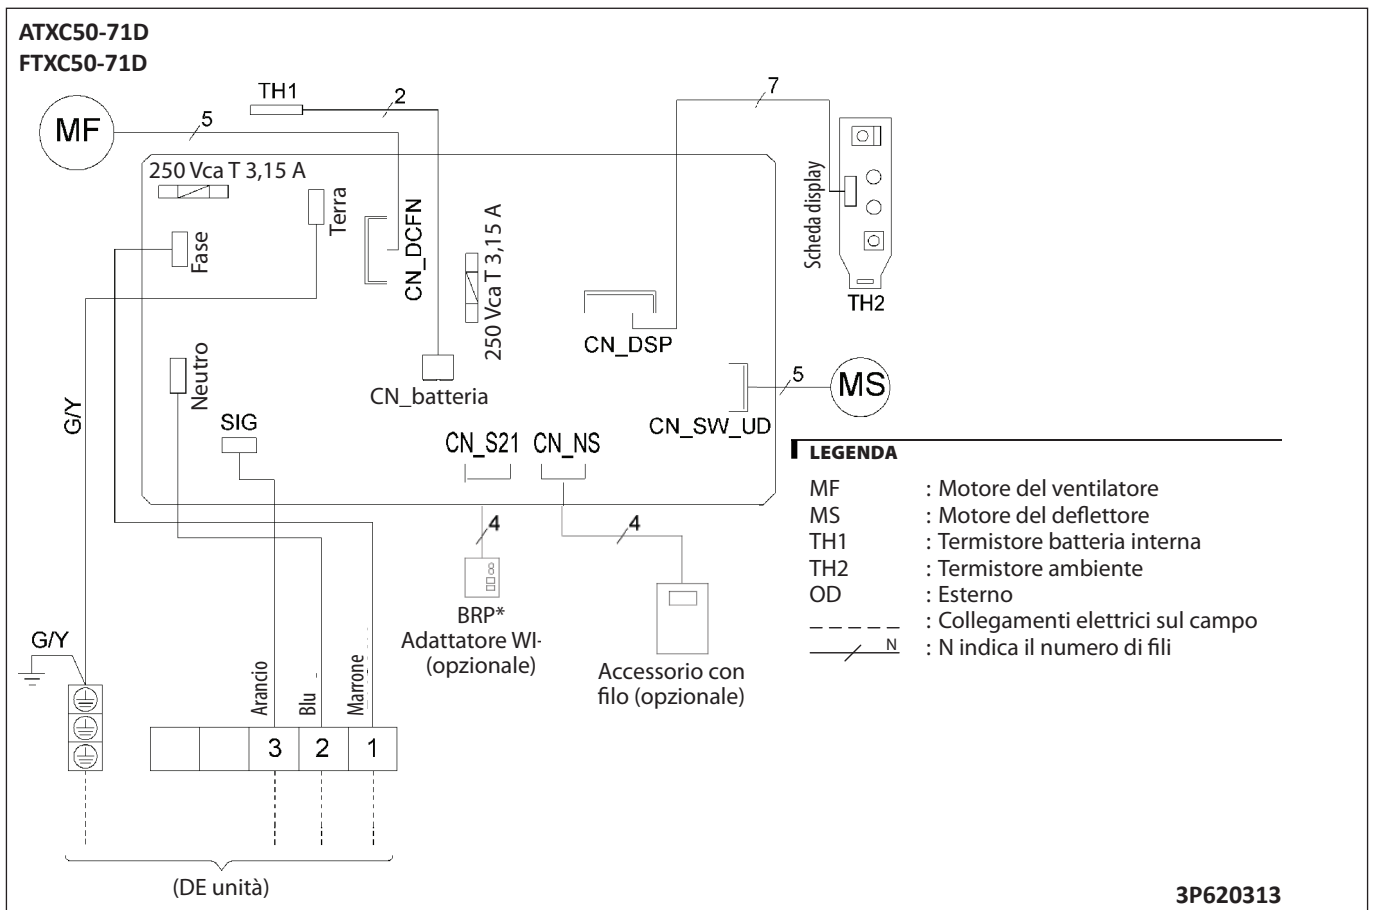 ATXC50-71D
FTXC50-71D
TH1
2
7
MF
5
250 Vca T 3,15 A
Terra
CN_DCFN
250 Vca T 3,15 A
Scheda display
Fase
TH2
CN_DSP
Neutro
CN_batteria
5
MS
G/Y
SIG
CN_SW_UD
CN_S21
CN_NS
LEGENDA
MF : Motore del ventilatore
MS : Motore del deflettore
TH1 : Termistore batteria interna
TH2 : Termistore ambiente
OD : Esterno
: Collegamenti elettrici sul campo
N : N indica il numero di fili
4
4
BRP*
Adattatore WI-
(opzionale)
Accessorio con
filo (opzionale)
G/Y
Arancio
Blu
Marrone
3
2
1
(DE unità)
3P620313